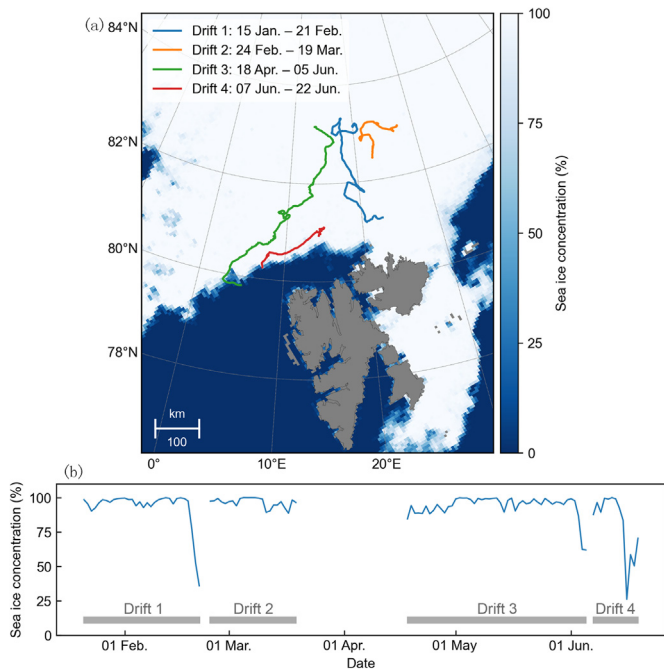 (a)
84°N
82°N
80°N
78°N
Drift 1: 15 Jan. – 21 Feb.
Drift 2: 24 Feb. – 19 Mar.
Drift 3: 18 Apr. – 05 Jun.
Drift 4: 07 Jun. – 22 Jun.
km
100
0°
10°E
20°E
100
75
50
25
0
Sea ice concentration (%)
(b)
Sea ice concentration (%)
100
75
50
25
0
Drift 1
Drift 2
Drift 3
Drift 4
01 Feb.
01 Mar.
01 Apr.
01 May
01 Jun.
Date